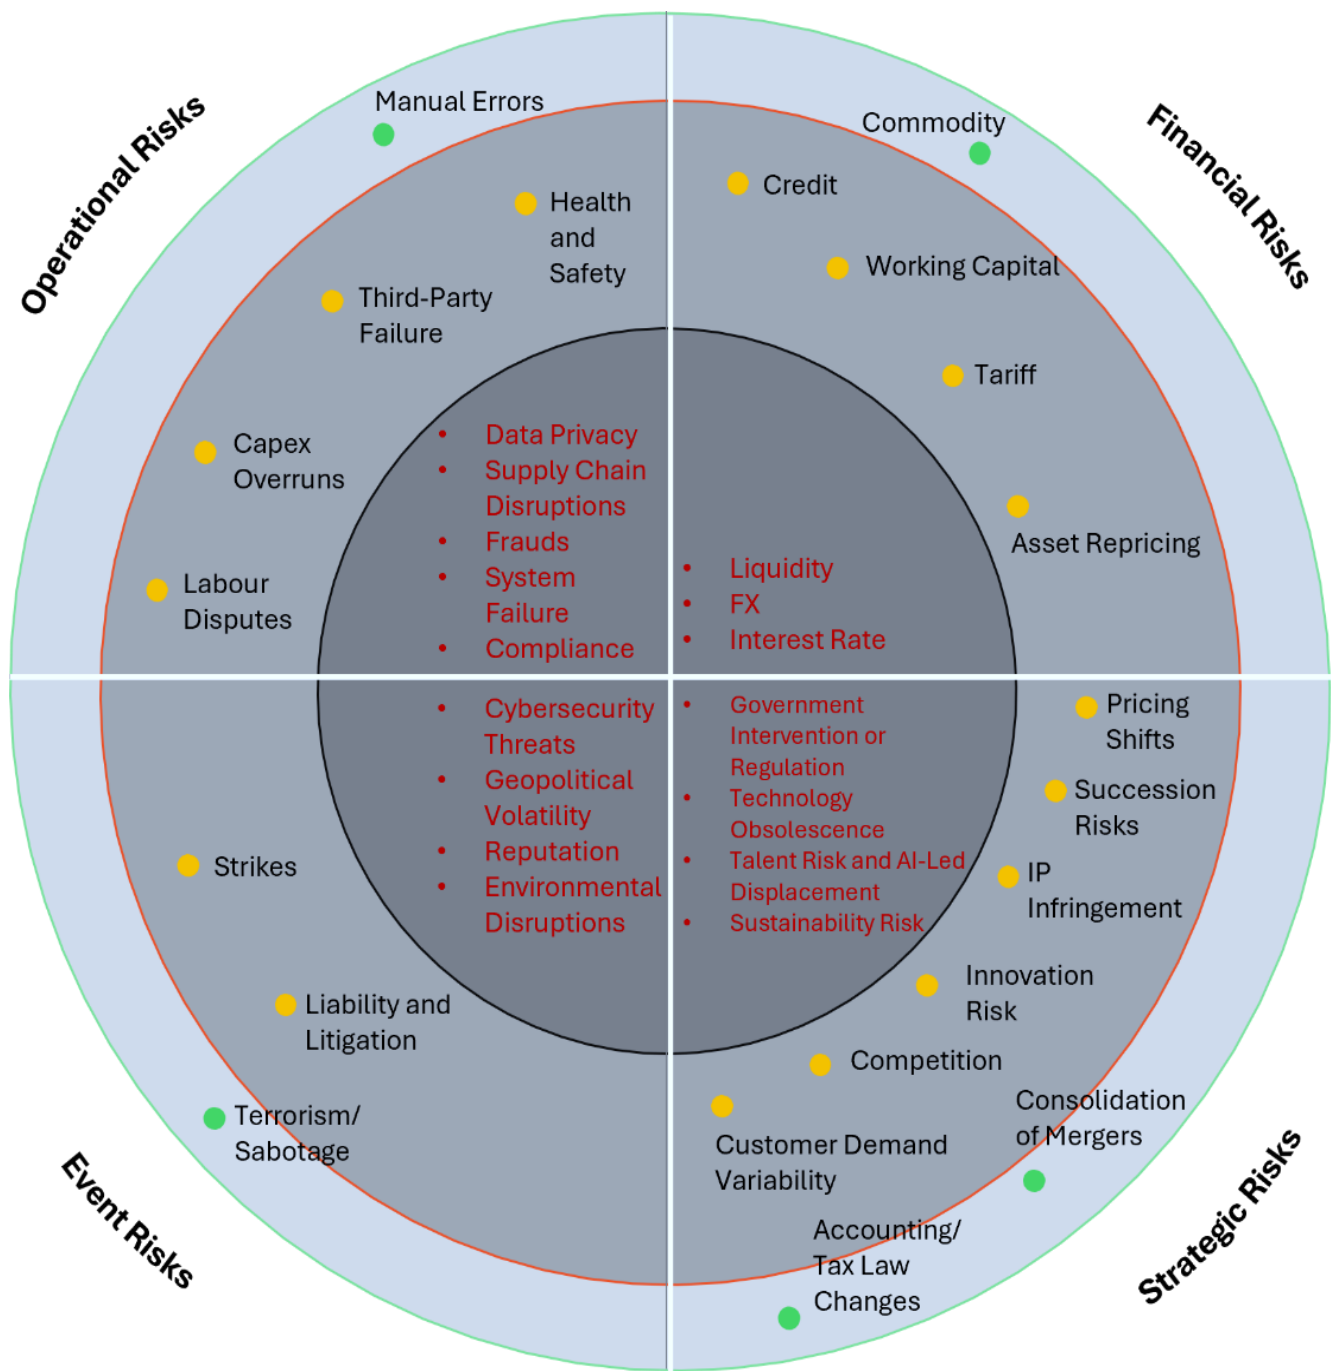 Operational Risks
Manual Errors
Health
and
Safety
Third-Party
Failure
Capex
Overruns
Labour
Disputes
• Data Privacy
• Supply Chain
Disruptions
• Frauds
• System
Failure
• Compliance
Financial Risks
Commodity
Credit
Working Capital
Tariff
Asset Repricing
• Liquidity
• FX
• Interest Rate
• Cybersecurity
Threats
• Geopolitical
Volatility
• Reputation
• Environmental
Disruptions
Strikes
Liability and
Litigation
Terrorism/
Sabotage
Event Risks
• Government
Intervention or
Regulation
• Technology
Obsolescence
• Talent Risk and AI-Led
Displacement
• Sustainability Risk
Pricing
Shifts
Succession
Risks
IP
Infringement
Innovation
Risk
Competition
Customer Demand
Variability
Consolidation
of Mergers
Accounting/
Tax Law
Changes
Strategic Risks